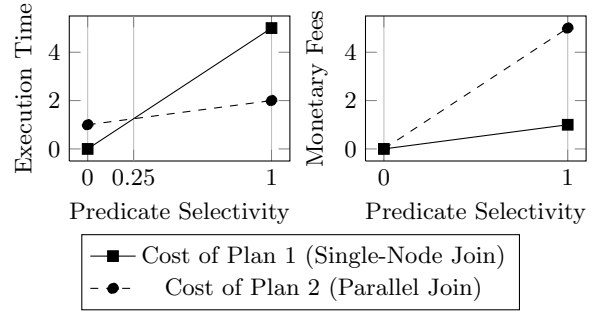 Execution Time
4
2
0
0
0.25
1
Predicate Selectivity
Monetary Fees
4
2
0
0
1
Predicate Selectivity
Cost of Plan 1 (Single-Node Join)
Cost of Plan 2 (Parallel Join)